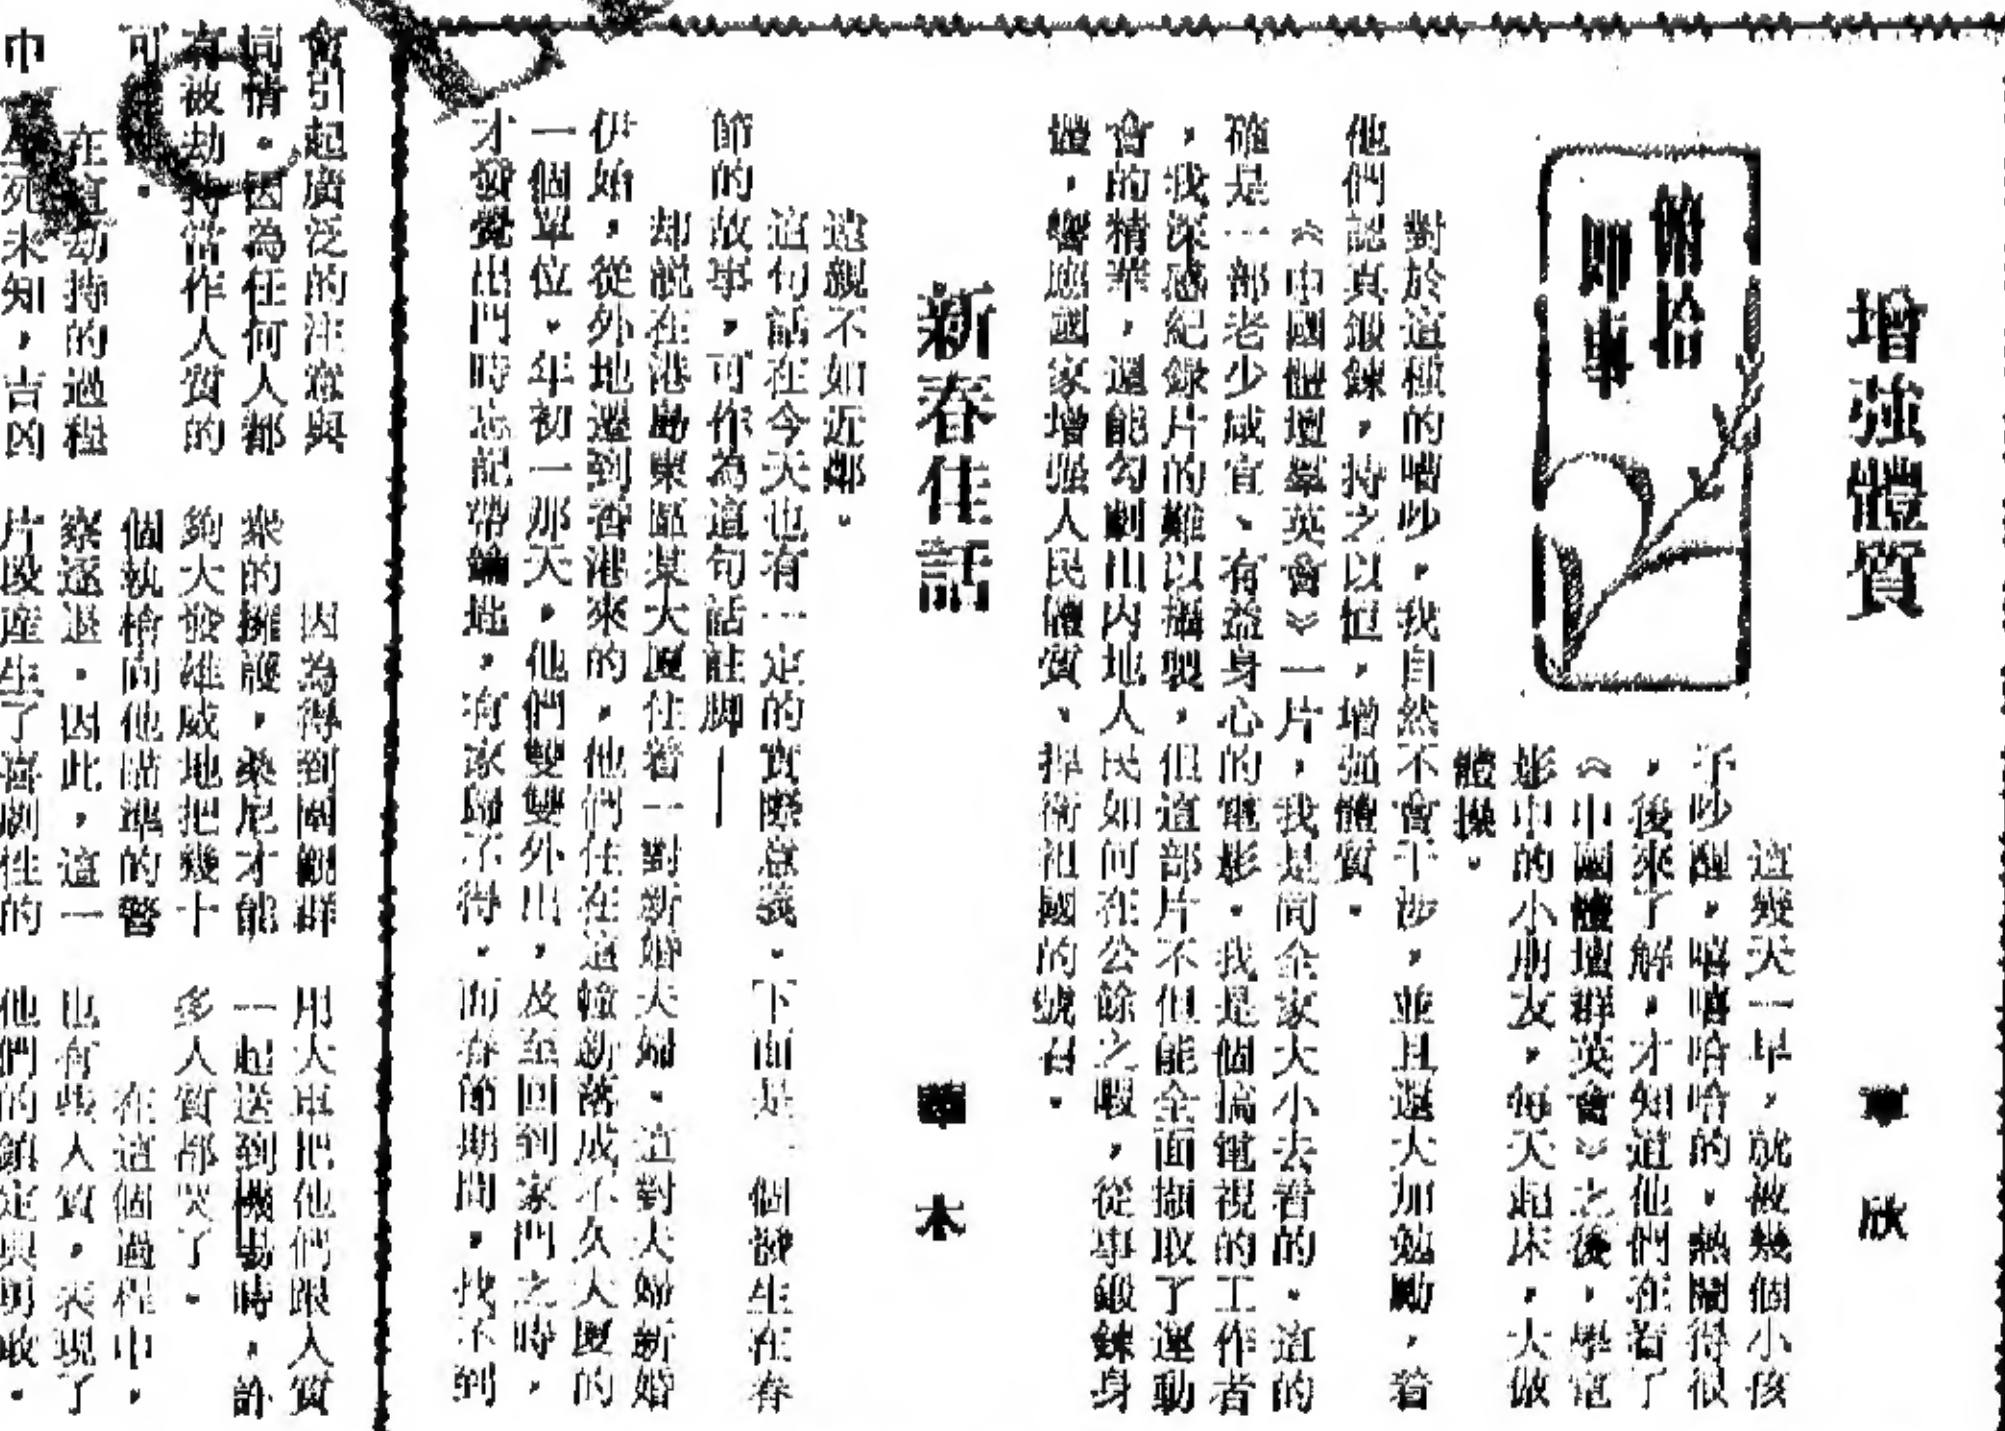 增強體質
欣
俯拾
即事
這幾天一早，就被幾個小孩
子吵醒，嘻嘻哈哈的，熱鬧得很
，後來了解，才知道他們在看了
《中國體壇群英會》之後，學電
影中的小朋友，每天起床，大做
體操。
對於這種的嘈吵，我自然不會干涉，並且還大加勉勵，着
他們認真鍛鍊，持之以恒，增強體質。
《中國體壇羣英會》一片，我是同全家大小去看的。這的
確是一部老少咸宜、有益身心的電影。我是個搞電視的工作者
，我深感紀錄片的難以攝製，但這部片不但能全面擷取了運動
會的精華，還能勾劃出內地人民如何在公餘之暇，從事鍛鍊身
體，響應國家增强人民體質、捍衛祖國的號召。
新春佳話
木
遠親不如近鄰。
這句話在今天也有一定的實際意義。下面是一個發生在春
節的故事，可作為這句話註脚——
却說在港島東區某大廈住着一對新婚夫婦。這對夫婦新婚
伊始，從外地遷到香港來的，他們住在這幢新落成不久大廈的
一個單位。年初一那天，他們雙雙外出，及至回到家門之時，
才發覺出門時忘記帶鑰匙，有家歸不得。而春節期間，找不到
會引起廣泛的注意與
同情。因為任何人都
有被劫持當作人質的
可能
在這 劫持的過程
中 生死未知，吉凶
因為得到圍觀群
衆的擁護，桑尼才能
夠大發雄威地把幾十
個執槍向他瞄準的警
察逐退。因此，這一
片段産生了喜劇性的
用大車把他們跟人質
一起送到機場時，許
多人質都哭了。
在這個過程中，
也有些人質，表現了
他們的鎮定與勇敢。